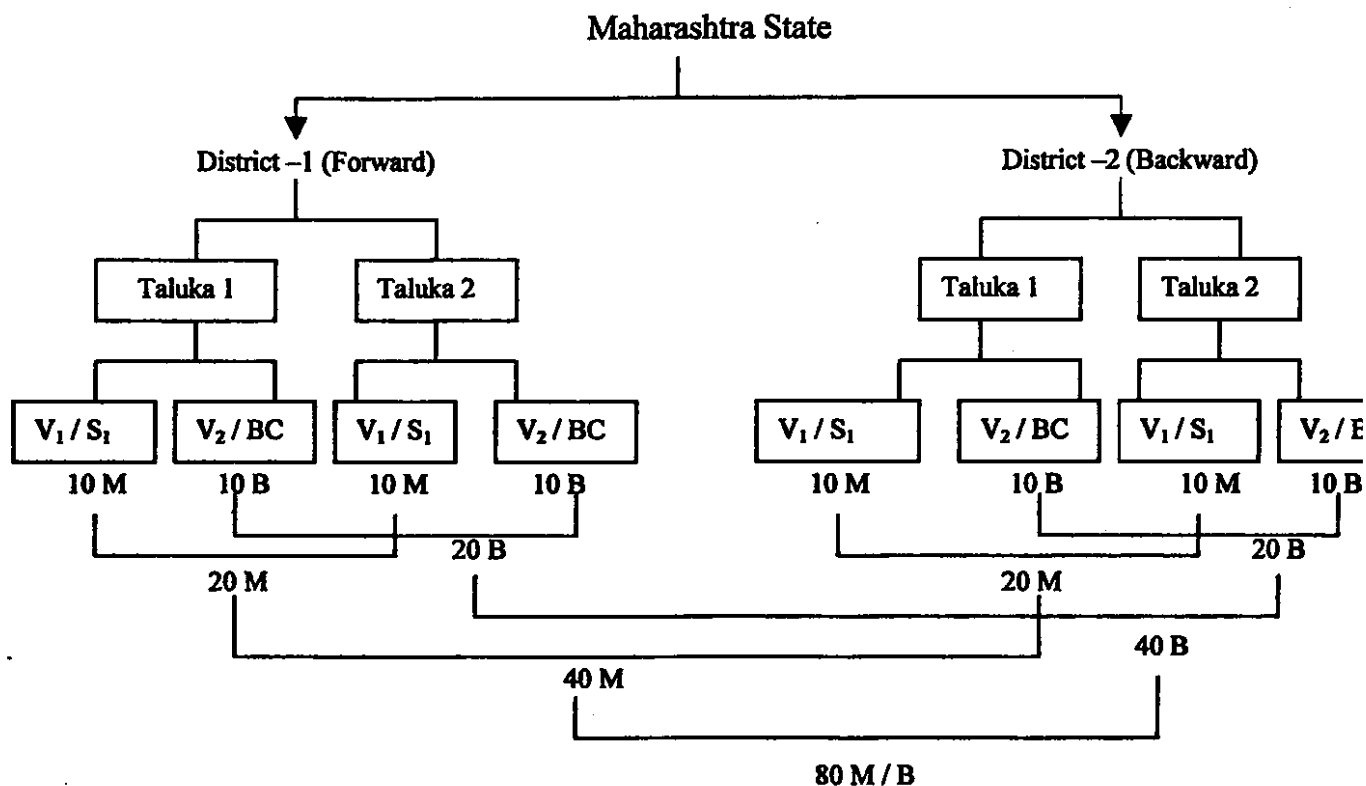 Maharashtra State
District –1 (Forward) District –2 (Backward)
Taluka 1 Taluka 2 Taluka 1 Taluka 2
V₁ / S₁ V₂ / BC V₁ / S₁ V₂ / BC V₁ / S₁ V₂ / BC V₁ / S₁ V₂ / B
10 M 10 B 10 M 10 B 10 M 10 B 10 M 10 B
20 B 20 B
20 M 20 M
40 B
40 M
80 M / B